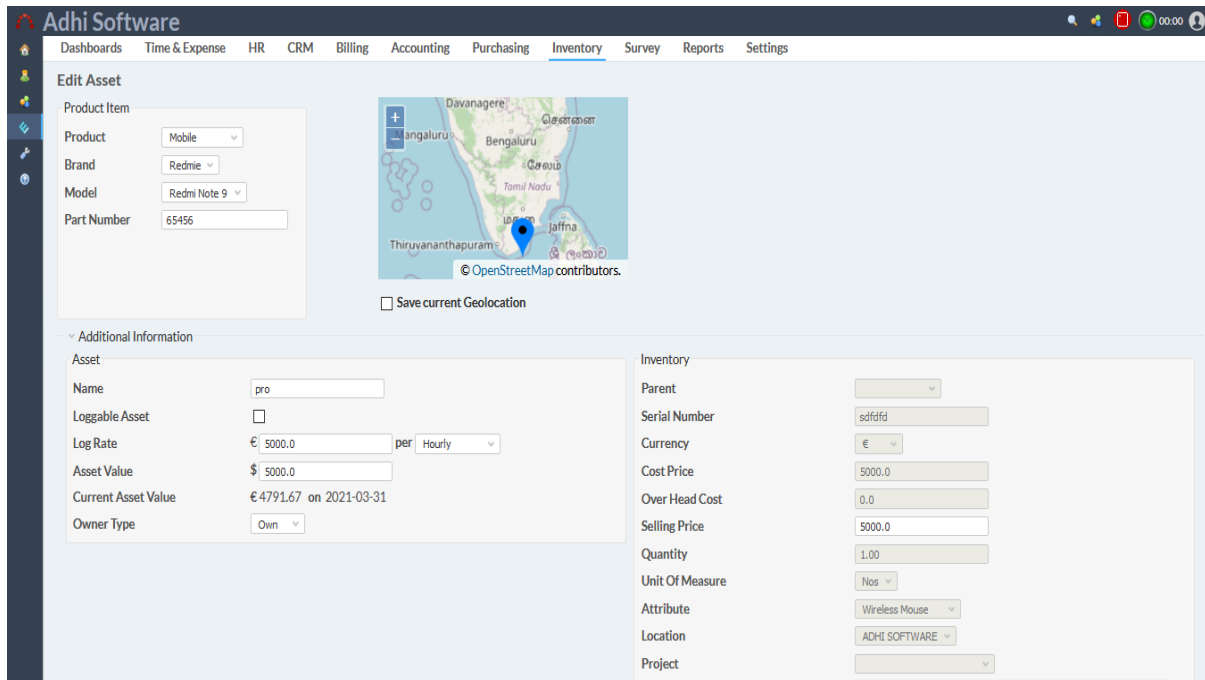 Adhi Software
00:00
Dashboards Time & Expense HR CRM Billing Accounting Purchasing Inventory Survey Reports Settings
Edit Asset
Product Item
Product Mobile
Brand Redmie
Model Redmi Note 9
Part Number 65456
+
−
Davanagere
சென்னை
Mangaluru
Bengaluru
சேலம்
Tamil Nadu
Jaffna
Thiruvananthapuram
© OpenStreetMap contributors.
Save current Geolocation
Additional Information
Asset
Name pro
Loggable Asset
Log Rate € 5000.0 per Hourly
Asset Value $ 5000.0
Current Asset Value € 4791.67 on 2021-03-31
Owner Type Own
Inventory
Parent
Serial Number sdfdfd
Currency €
Cost Price 5000.0
Over Head Cost 0.0
Selling Price 5000.0
Quantity 1.00
Unit Of Measure Nos
Attribute Wireless Mouse
Location ADHI SOFTWARE
Project